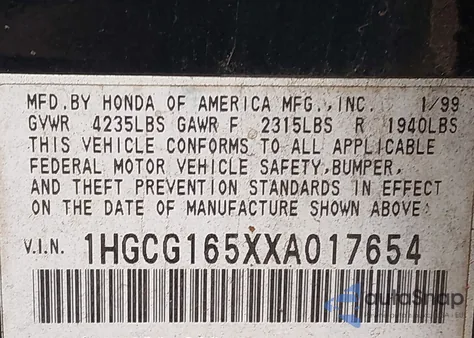 MFD.BY HONDA OF AMERICA MFG.,INC. 1/99
GVWR 4235LBS GAWR F 2315LBS R 1940LBS
THIS VEHICLE CONFORMS TO ALL APPLICABLE
FEDERAL MOTOR VEHICLE SAFETY,BUMPER,
AND THEFT PREVENTION STANDARDS IN EFFECT
ON THE DATE OF MANUFACTURE SHOWN ABOVE.
V.I.N. 1HGCG165XXA017654
autoSnap